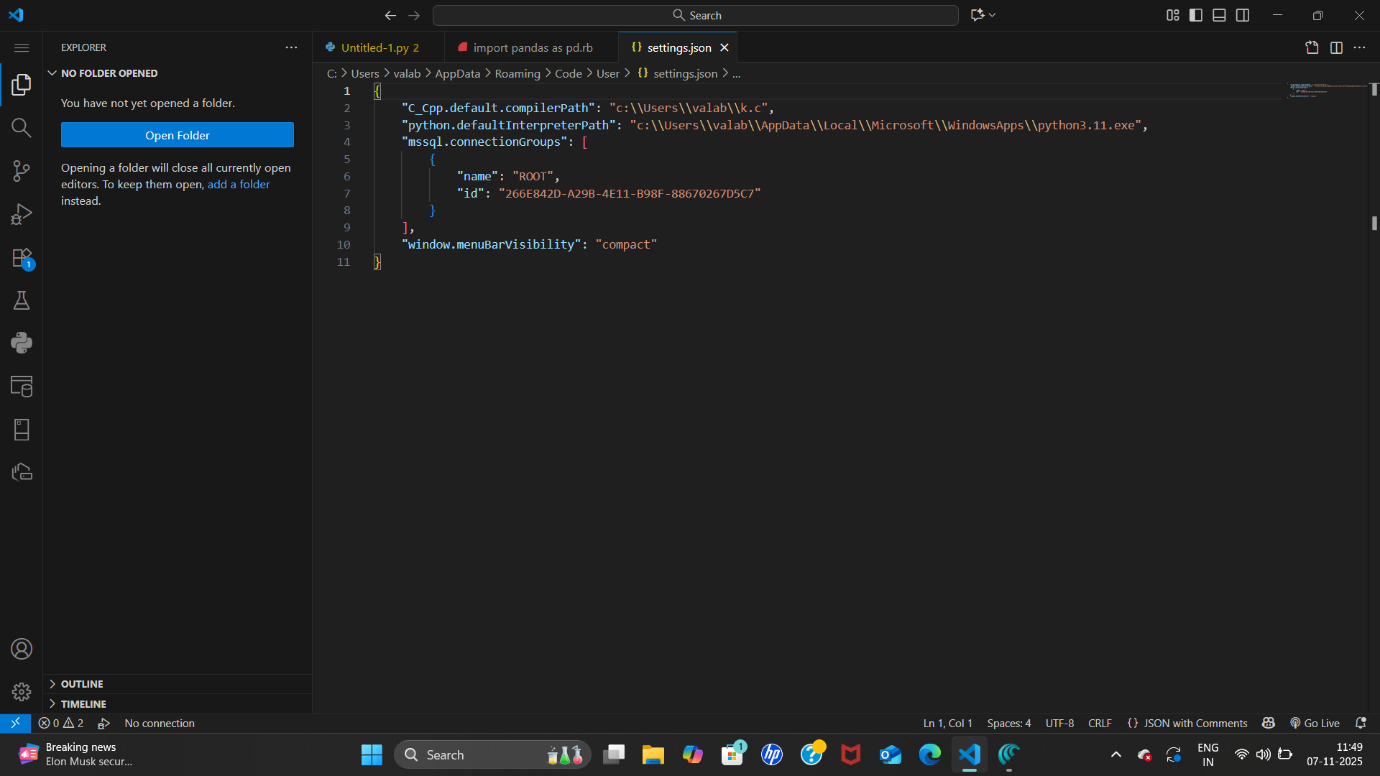 Search
EXPLORER
Untitled-1.py 2
import pandas as pd.rb
{} settings.json
NO FOLDER OPENED
C: > Users > valab > AppData > Roaming > Code > User > {} settings.json > ...
You have not yet opened a folder.
Open Folder
Opening a folder will close all currently open
editors. To keep them open, add a folder
instead.
1 {
2 "C_Cpp.default.compilerPath": "c:\\Users\\valab\\k.c",
3 "python.defaultInterpreterPath": "c:\\Users\\valab\\AppData\\Local\\Microsoft\\WindowsApps\\python3.11.exe",
4 "mssql.connectionGroups": [
5 {
6 "name": "ROOT",
7 "id": "266E842D-A29B-4E11-B98F-88670267D5C7"
8 }
9 ],
10 "window.menuBarVisibility": "compact"
11 }
1
OUTLINE
TIMELINE
0 2 No connection
Ln 1, Col 1 Spaces: 4 UTF-8 CRLF {} JSON with Comments Go Live
Breaking news
Elon Musk secur...
Search
1
hp
ENG
IN
11:49
07-11-2025